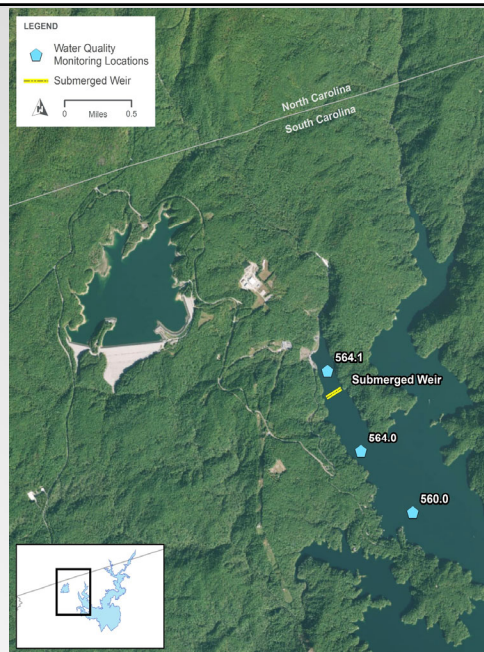 LEGEND
Water Quality
Monitoring Locations
Submerged Weir
0 0.5
Miles
North Carolina
South Carolina
564.1
Submerged Weir
564.0
560.0